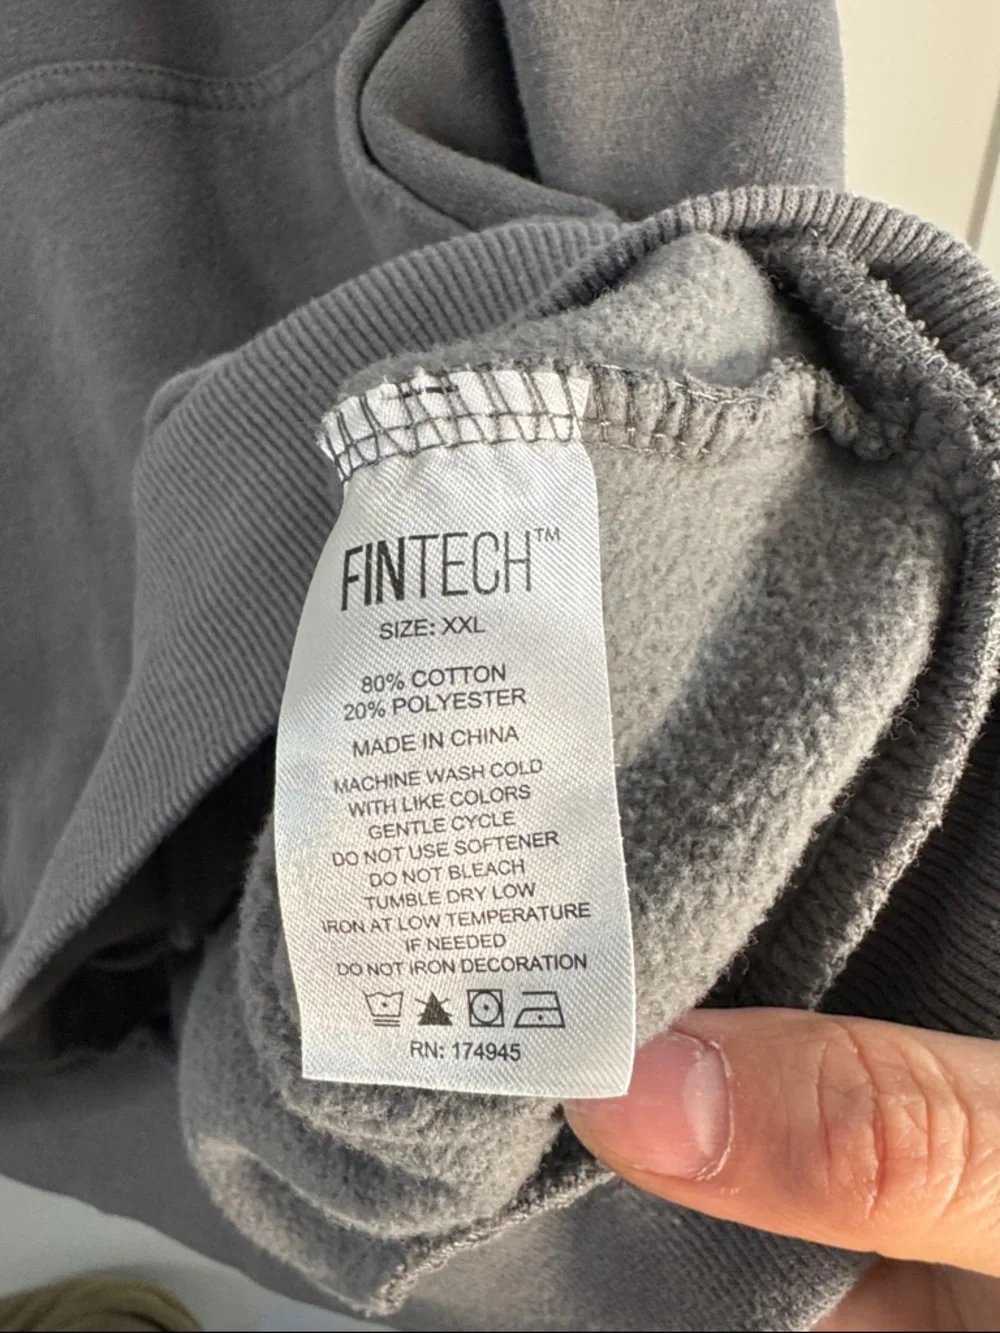 FINTECH™
SIZE: XXL
80% COTTON
20% POLYESTER
MADE IN CHINA
MACHINE WASH COLD
WITH LIKE COLORS
GENTLE CYCLE
DO NOT USE SOFTENER
DO NOT BLEACH
TUMBLE DRY LOW
IRON AT LOW TEMPERATURE
IF NEEDED
DO NOT IRON DECORATION
RN: 174945